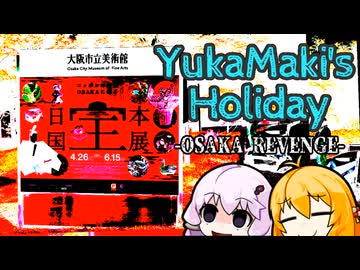 大阪市立美術館
Osaka City Museum of Fine Arts
YukaMaki's
Holiday
-OSAKA REVENGE-
日本
国宝展
4.26
6.15